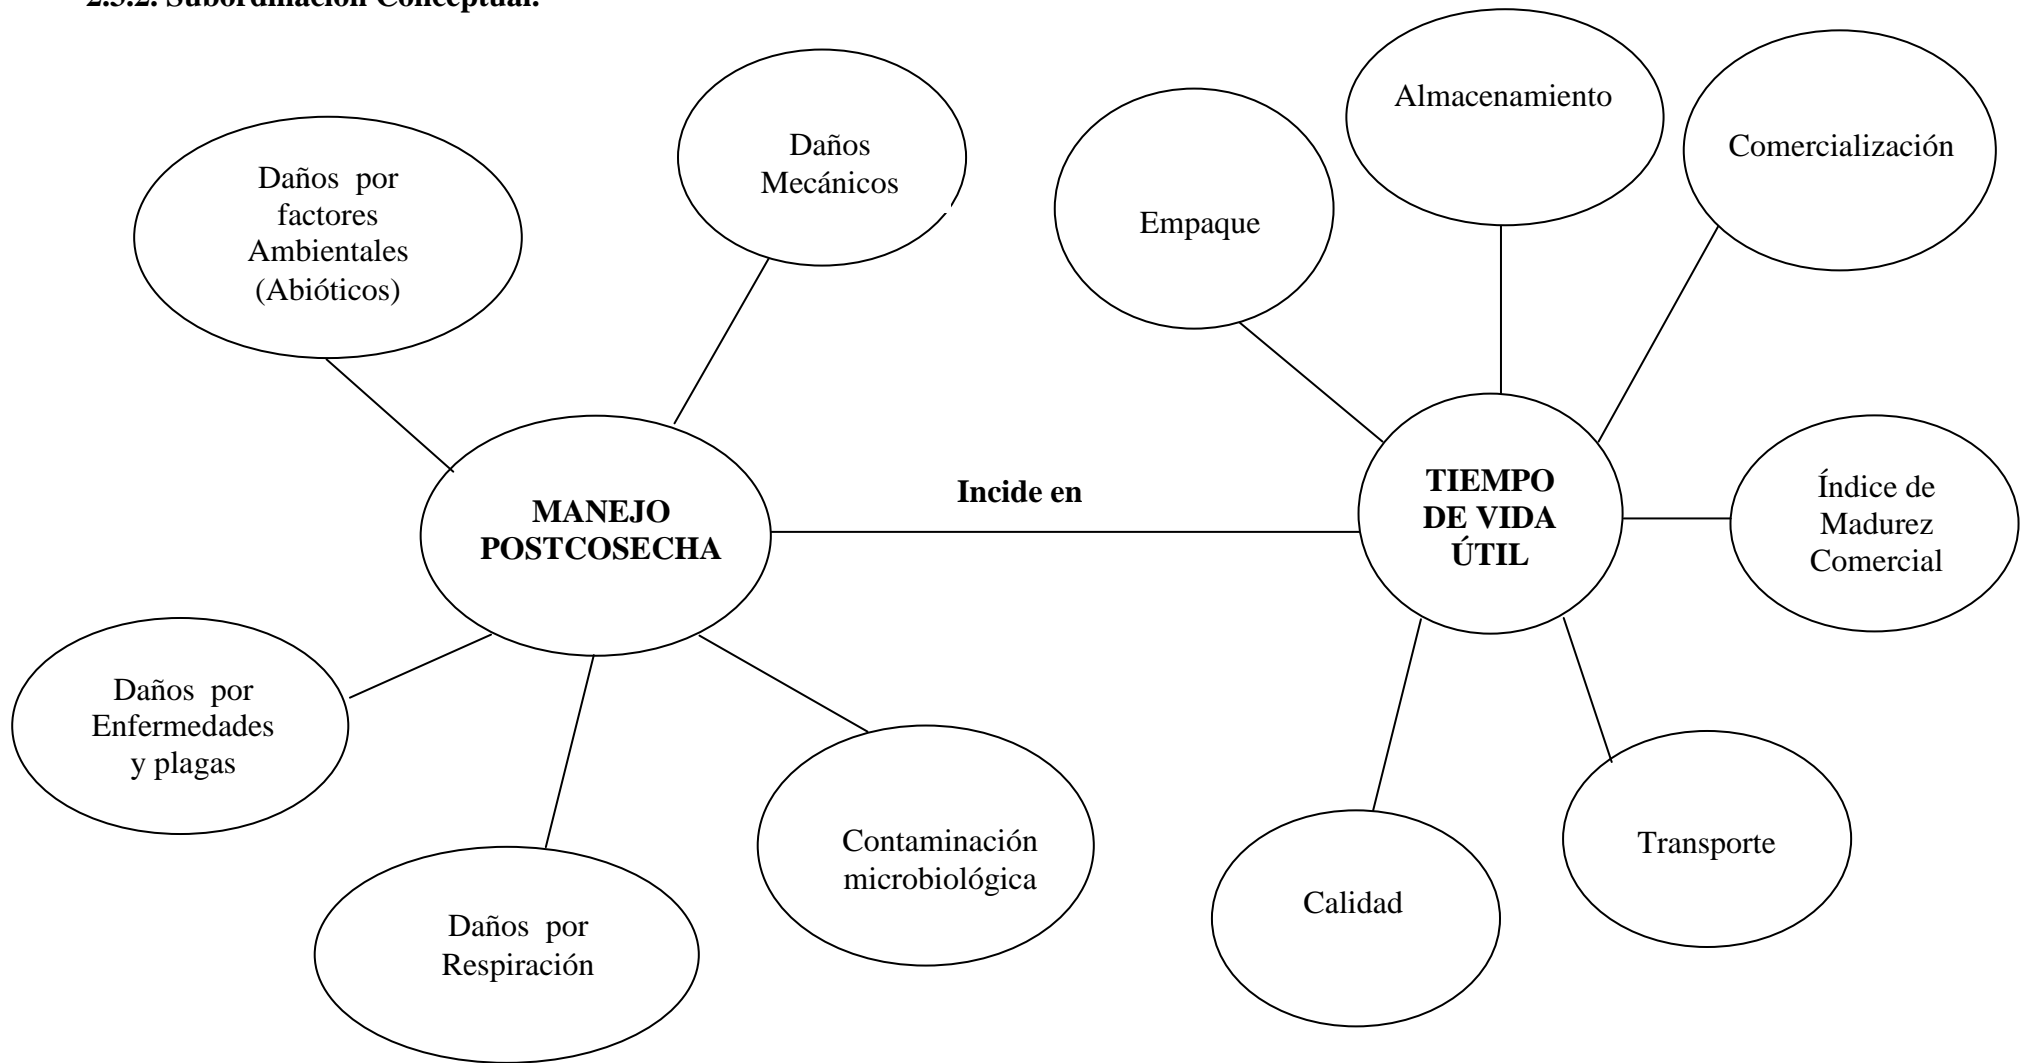 2.3.2. Subordinación Conceptual.
Daños por
factores
Ambientales
(Abióticos)
Daños
Mecánicos
Empaque
Almacenamiento
Comercialización
MANEJO
POSTCOSECHA
Incide en
TIEMPO
DE VIDA
ÚTIL
Índice de
Madurez
Comercial
Daños por
Enfermedades
y plagas
Daños por
Respiración
Contaminación
microbiológica
Calidad
Transporte